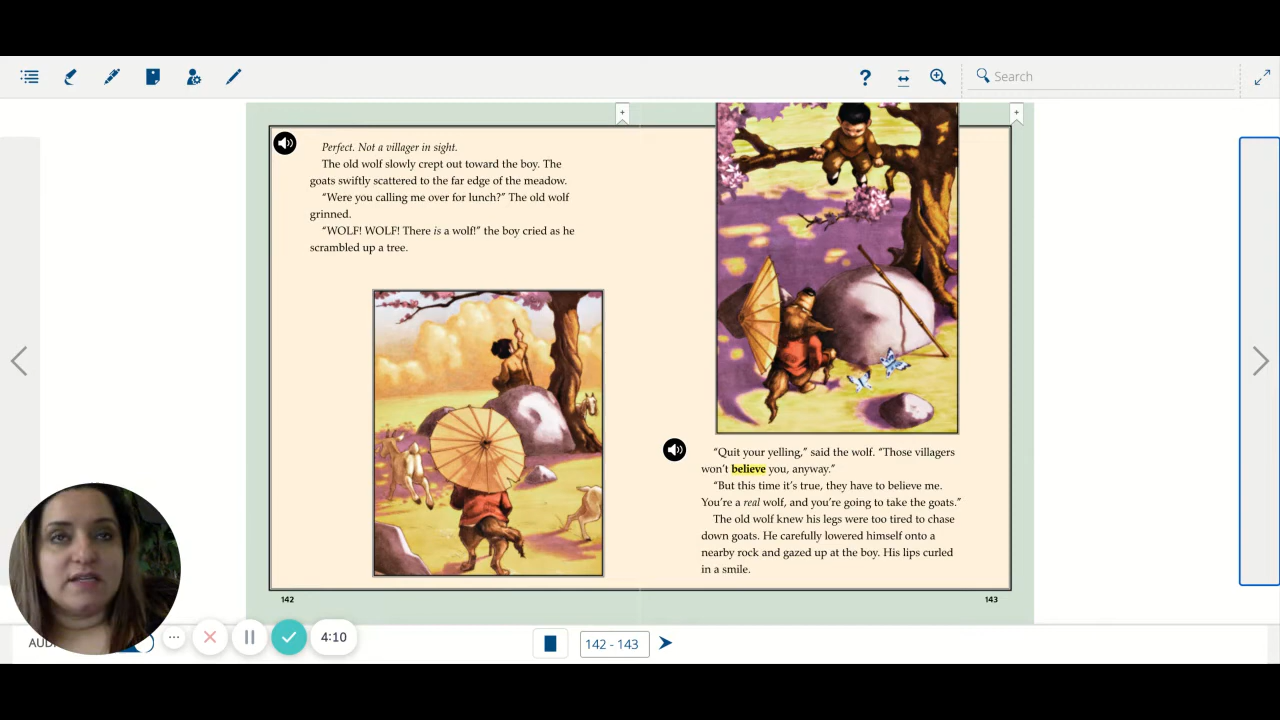 ?
Search
Perfect. Not a villager in sight.
The old wolf slowly crept out toward the boy. The
goats swiftly scattered to the far edge of the meadow.
“Were you calling me over for lunch?” The old wolf
grinned.
“WOLF! WOLF! There is a wolf!” the boy cried as he
scrambled up a tree.
142
“Quit your yelling,” said the wolf. “Those villagers
won’t believe you, anyway.”
“But this time it’s true, they have to believe me.
You’re a real wolf, and you’re going to take the goats.”
The old wolf knew his legs were too tired to chase
down goats. He carefully lowered himself onto a
nearby rock and gazed up at the boy. His lips curled
in a smile.
143
4:10
142 - 143